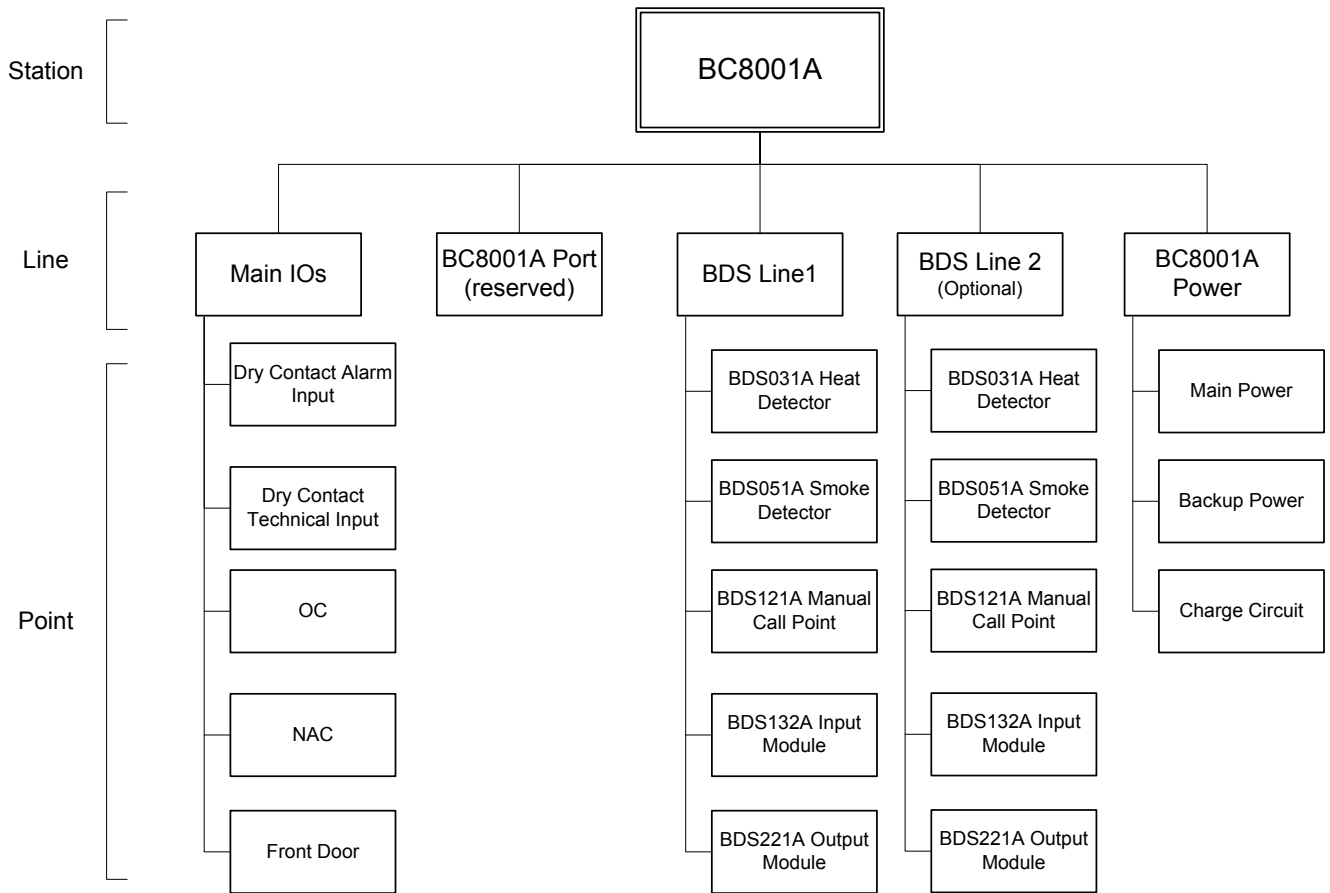 Station
BC8001A
Line
Main IOs
BC8001A Port
(reserved)
BDS Line1
BDS Line 2
(Optional)
BC8001A
Power
Point
Dry Contact Alarm
Input
Dry Contact
Technical Input
OC
NAC
Front Door
BDS031A Heat
Detector
BDS051A Smoke
Detector
BDS121A Manual
Call Point
BDS132A Input
Module
BDS221A Output
Module
BDS031A Heat
Detector
BDS051A Smoke
Detector
BDS121A Manual
Call Point
BDS132A Input
Module
BDS221A Output
Module
Main Power
Backup Power
Charge Circuit